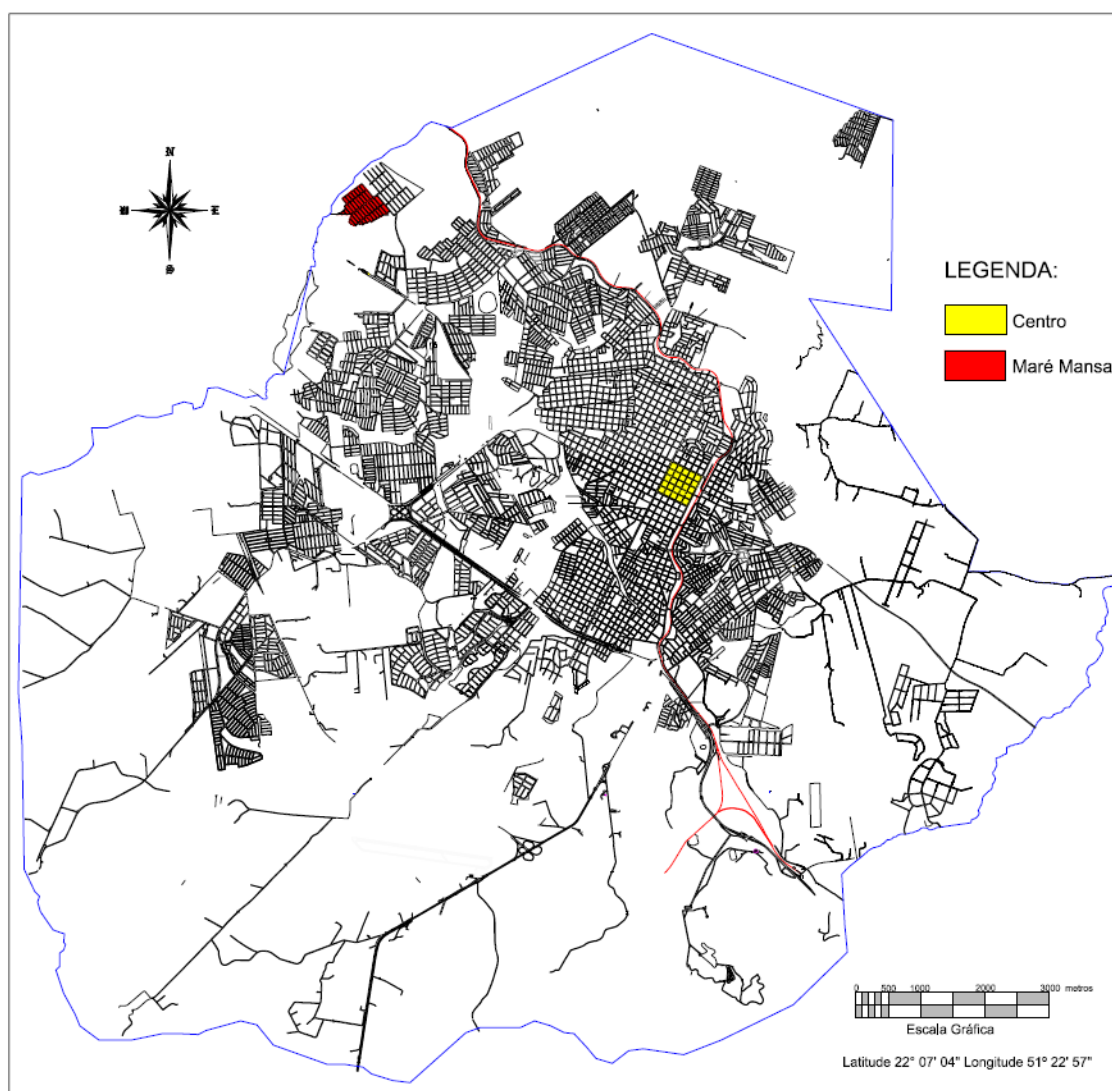 N
S
LEGENDA:
Centro
Maré Mansa
0 500 1000 2000 3000 metros
Escala Gráfica
Latitude 22° 07' 04" Longitude 51º 22' 57"